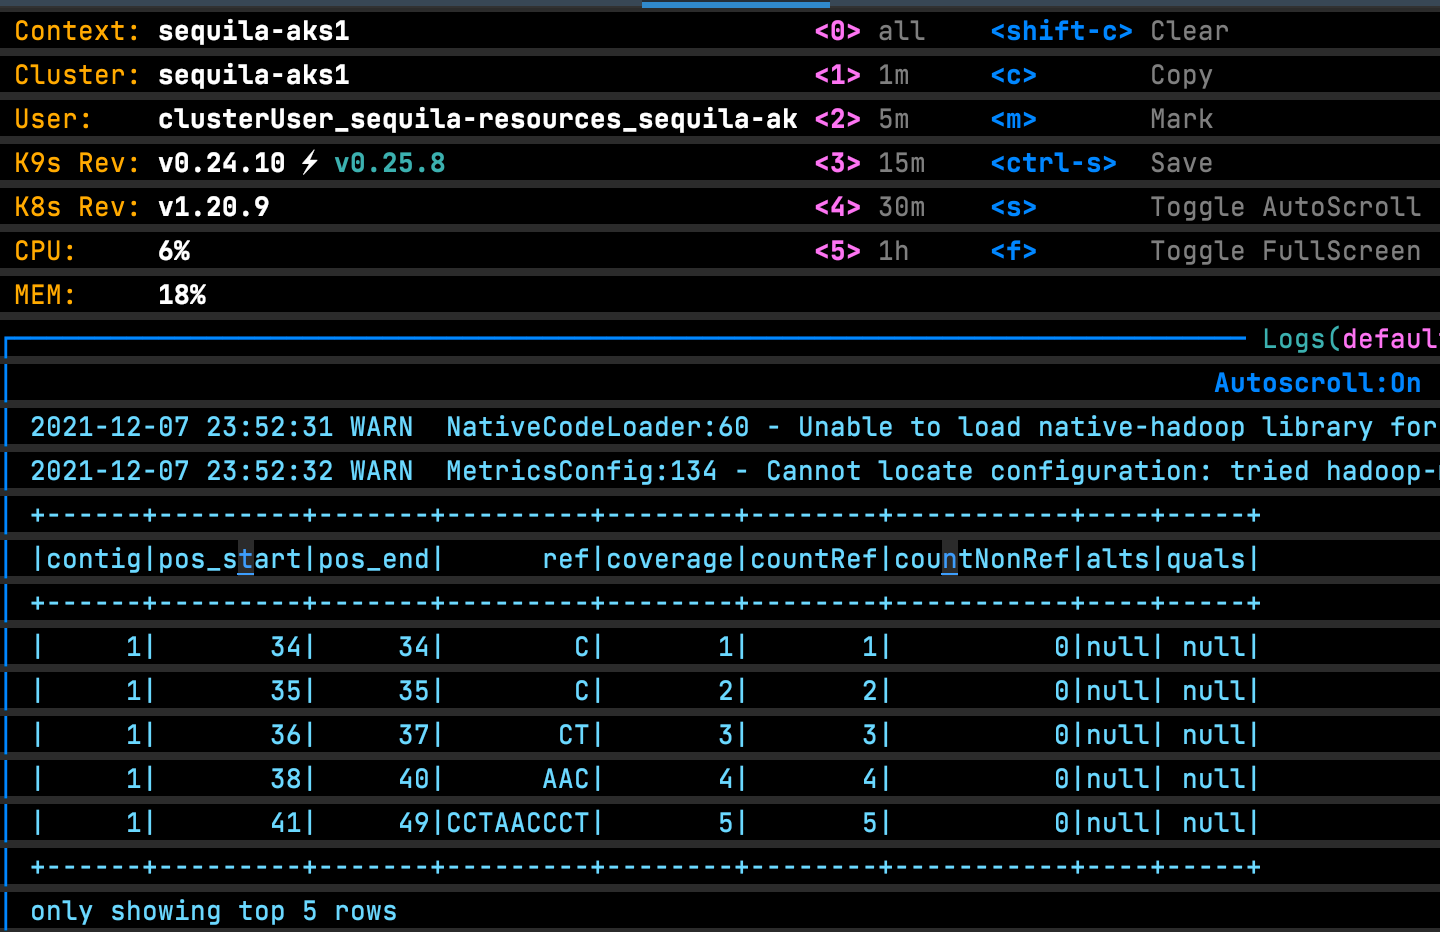 Context: sequila-aks1 <0> all <shift-c> Clear
Cluster: sequila-aks1 <1> 1m <c> Copy
User: clusterUser_sequila-resources_sequila-ak <2> 5m <m> Mark
K9s Rev: v0.24.10 ⚡ v0.25.8 <3> 15m <ctrl-s> Save
K8s Rev: v1.20.9 <4> 30m <s> Toggle AutoScroll
CPU: 6% <5> 1h <f> Toggle FullScreen
MEM: 18%
Logs(defaul
Autoscroll:On
2021-12-07 23:52:31 WARN  NativeCodeLoader:60 - Unable to load native-hadoop library for
2021-12-07 23:52:32 WARN  MetricsConfig:134 - Cannot locate configuration: tried hadoop-
+------+---------+-------+---------+--------+--------+-----------+----+-----+
|contig|pos_start|pos_end|      ref|coverage|countRef|countNonRef|alts|quals|
+------+---------+-------+---------+--------+--------+-----------+----+-----+
|     1|       34|     34|        C|       1|       1|          0|null| null|
|     1|       35|     35|        C|       2|       2|          0|null| null|
|     1|       36|     37|       CT|       3|       3|          0|null| null|
|     1|       38|     40|      AAC|       4|       4|          0|null| null|
|     1|       41|     49|CCTAACCCT|       5|       5|          0|null| null|
+------+---------+-------+---------+--------+--------+-----------+----+-----+
only showing top 5 rows